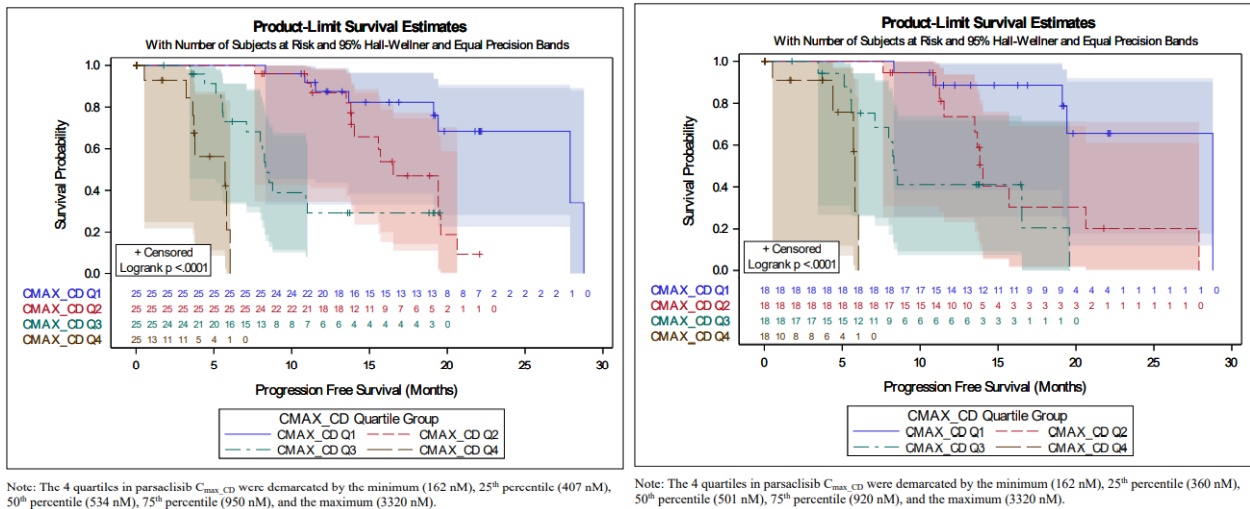 Product-Limit Survival Estimates
With Number of Subjects at Risk and 95% Hall-Wellner and Equal Precision Bands
Survival Probability
1.0
0.8
0.6
0.4
0.2
0.0
+ Censored
Logrank p <.0001
CMAX_CD Q1 25 25 25 25 25 25 25 25 25 24 24 22 20 18 16 15 15 13 13 13 8 8 7 2 2 2 2 2 1 0
CMAX_CD Q2 25 25 25 25 25 25 25 25 24 22 22 21 18 18 12 11 9 7 6 5 2 1 1 0
CMAX_CD Q3 25 25 24 24 21 20 16 15 13 8 8 7 6 6 4 4 4 4 4 3 0
CMAX_CD Q4 25 13 11 11 5 4 1 0
0 5 10 15 20 25 30
Progression Free Survival (Months)
CMAX_CD Quartile Group
CMAX_CD Q1 CMAX_CD Q2
CMAX_CD Q3 CMAX_CD Q4
Note: The 4 quartiles in parsaclisib Cmax_CD were demarcated by the minimum (162 nM), 25th percentile (407 nM),
50th percentile (534 nM), 75th percentile (950 nM), and the maximum (3320 nM).
Product-Limit Survival Estimates
With Number of Subjects at Risk and 95% Hall-Wellner and Equal Precision Bands
Survival Probability
1.0
0.8
0.6
0.4
0.2
0.0
+ Censored
Logrank p <.0001
CMAX_CD Q1 18 18 18 18 18 18 18 18 18 17 17 15 14 13 12 11 11 9 9 9 4 4 4 1 1 1 1 1 1 0
CMAX_CD Q2 18 18 18 18 18 18 18 18 17 15 15 14 10 10 5 4 3 3 3 3 3 2 1 1 1 1 1 1 0
CMAX_CD Q3 18 18 17 17 15 15 12 11 9 6 6 6 6 6 3 3 3 1 1 1 0
CMAX_CD Q4 18 10 8 8 6 4 1 0
0 5 10 15 20 25 30
Progression Free Survival (Months)
CMAX_CD Quartile Group
CMAX_CD Q1 CMAX_CD Q2
CMAX_CD Q3 CMAX_CD Q4
Note: The 4 quartiles in parsaclisib Cmax_CD were demarcated by the minimum (162 nM), 25th percentile (360 nM),
50th percentile (501 nM), 75th percentile (920 nM), and the maximum (3320 nM).